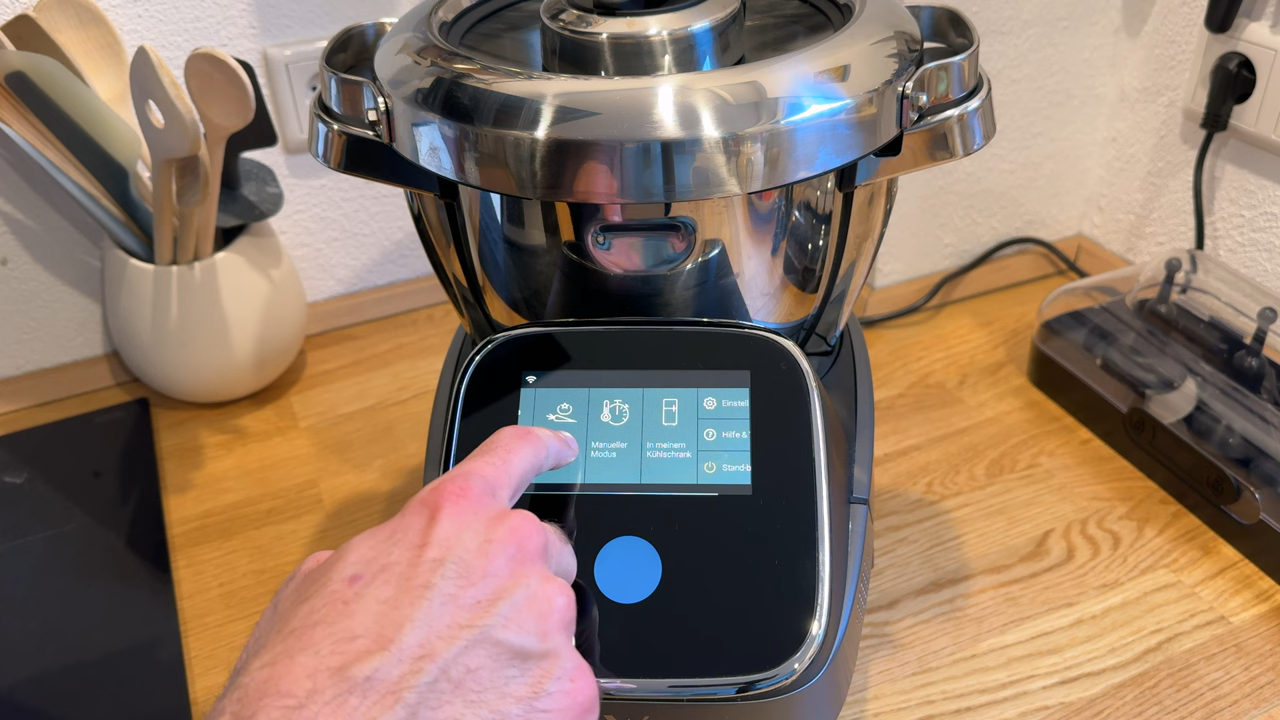 Manueller
Modus
In meinem
Kühlschrank
Einstell
Hilfe &
Stand-b